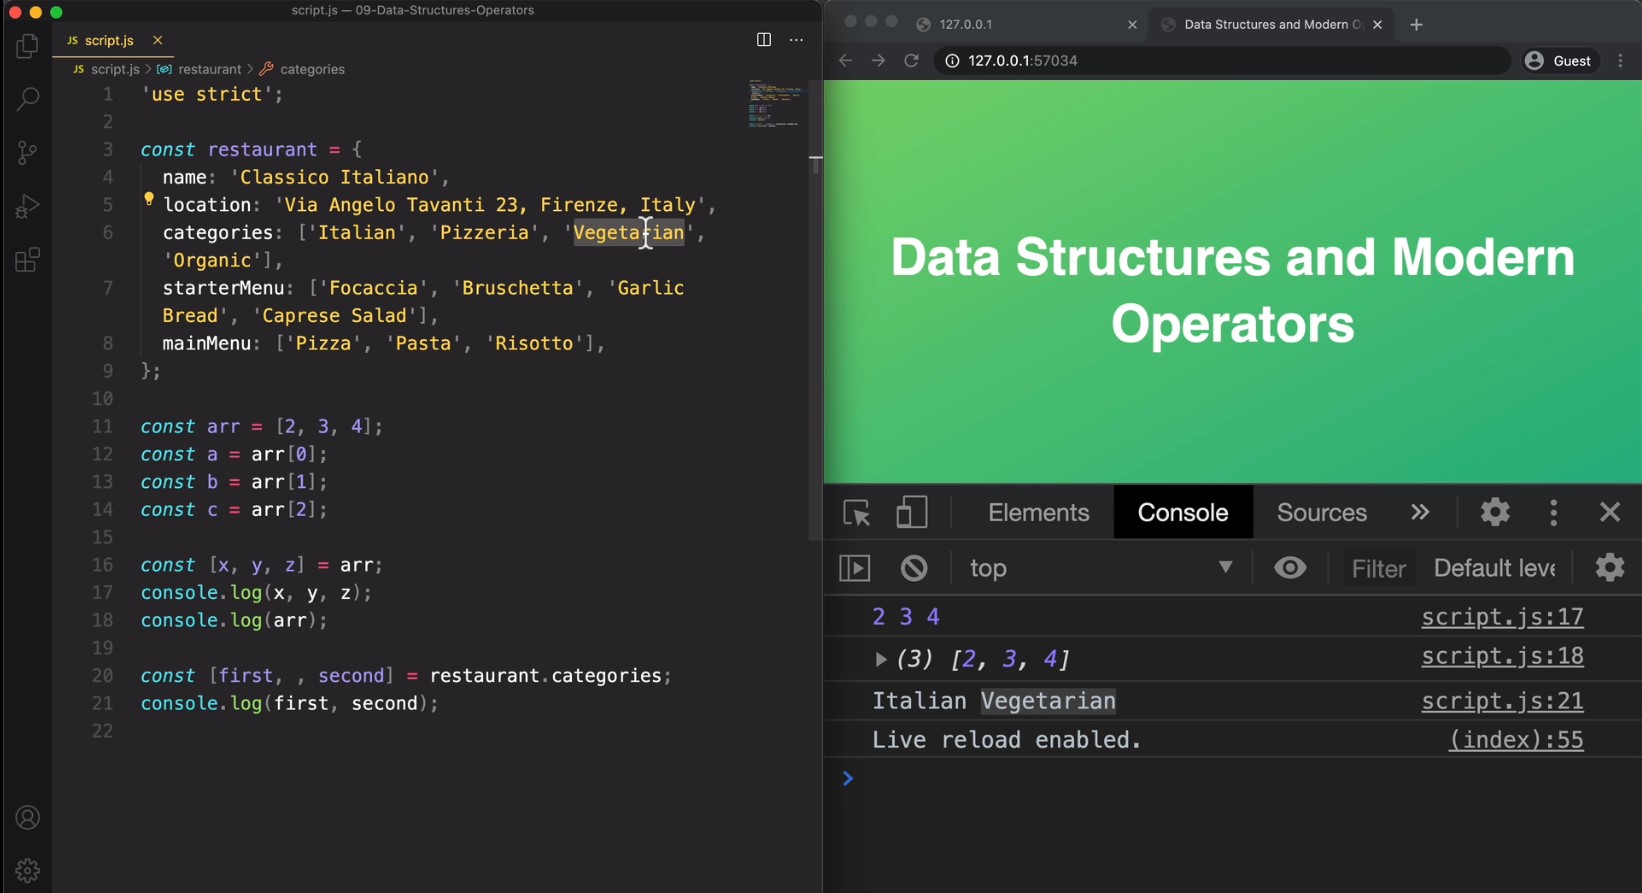 script.js — 09-Data-Structures-Operators
JS script.js
JS script.js > restaurant > categories
1 'use strict';
2
3 const restaurant = {
4 name: 'Classico Italiano',
5 location: 'Via Angelo Tavanti 23, Firenze, Italy',
6 categories: ['Italian', 'Pizzeria', 'Vegetarian',
'Organic'],
7 starterMenu: ['Focaccia', 'Bruschetta', 'Garlic
Bread', 'Caprese Salad'],
8 mainMenu: ['Pizza', 'Pasta', 'Risotto'],
9 };
10
11 const arr = [2, 3, 4];
12 const a = arr[0];
13 const b = arr[1];
14 const c = arr[2];
15
16 const [x, y, z] = arr;
17 console.log(x, y, z);
18 console.log(arr);
19
20 const [first, , second] = restaurant.categories;
21 console.log(first, second);
22
127.0.0.1
Data Structures and Modern O
127.0.0.1:57034
Guest
Data Structures and Modern
Operators
Elements Console Sources »
top Filter Default leve
2 3 4 script.js:17
(3) [2, 3, 4] script.js:18
Italian Vegetarian script.js:21
Live reload enabled. (index):55
>